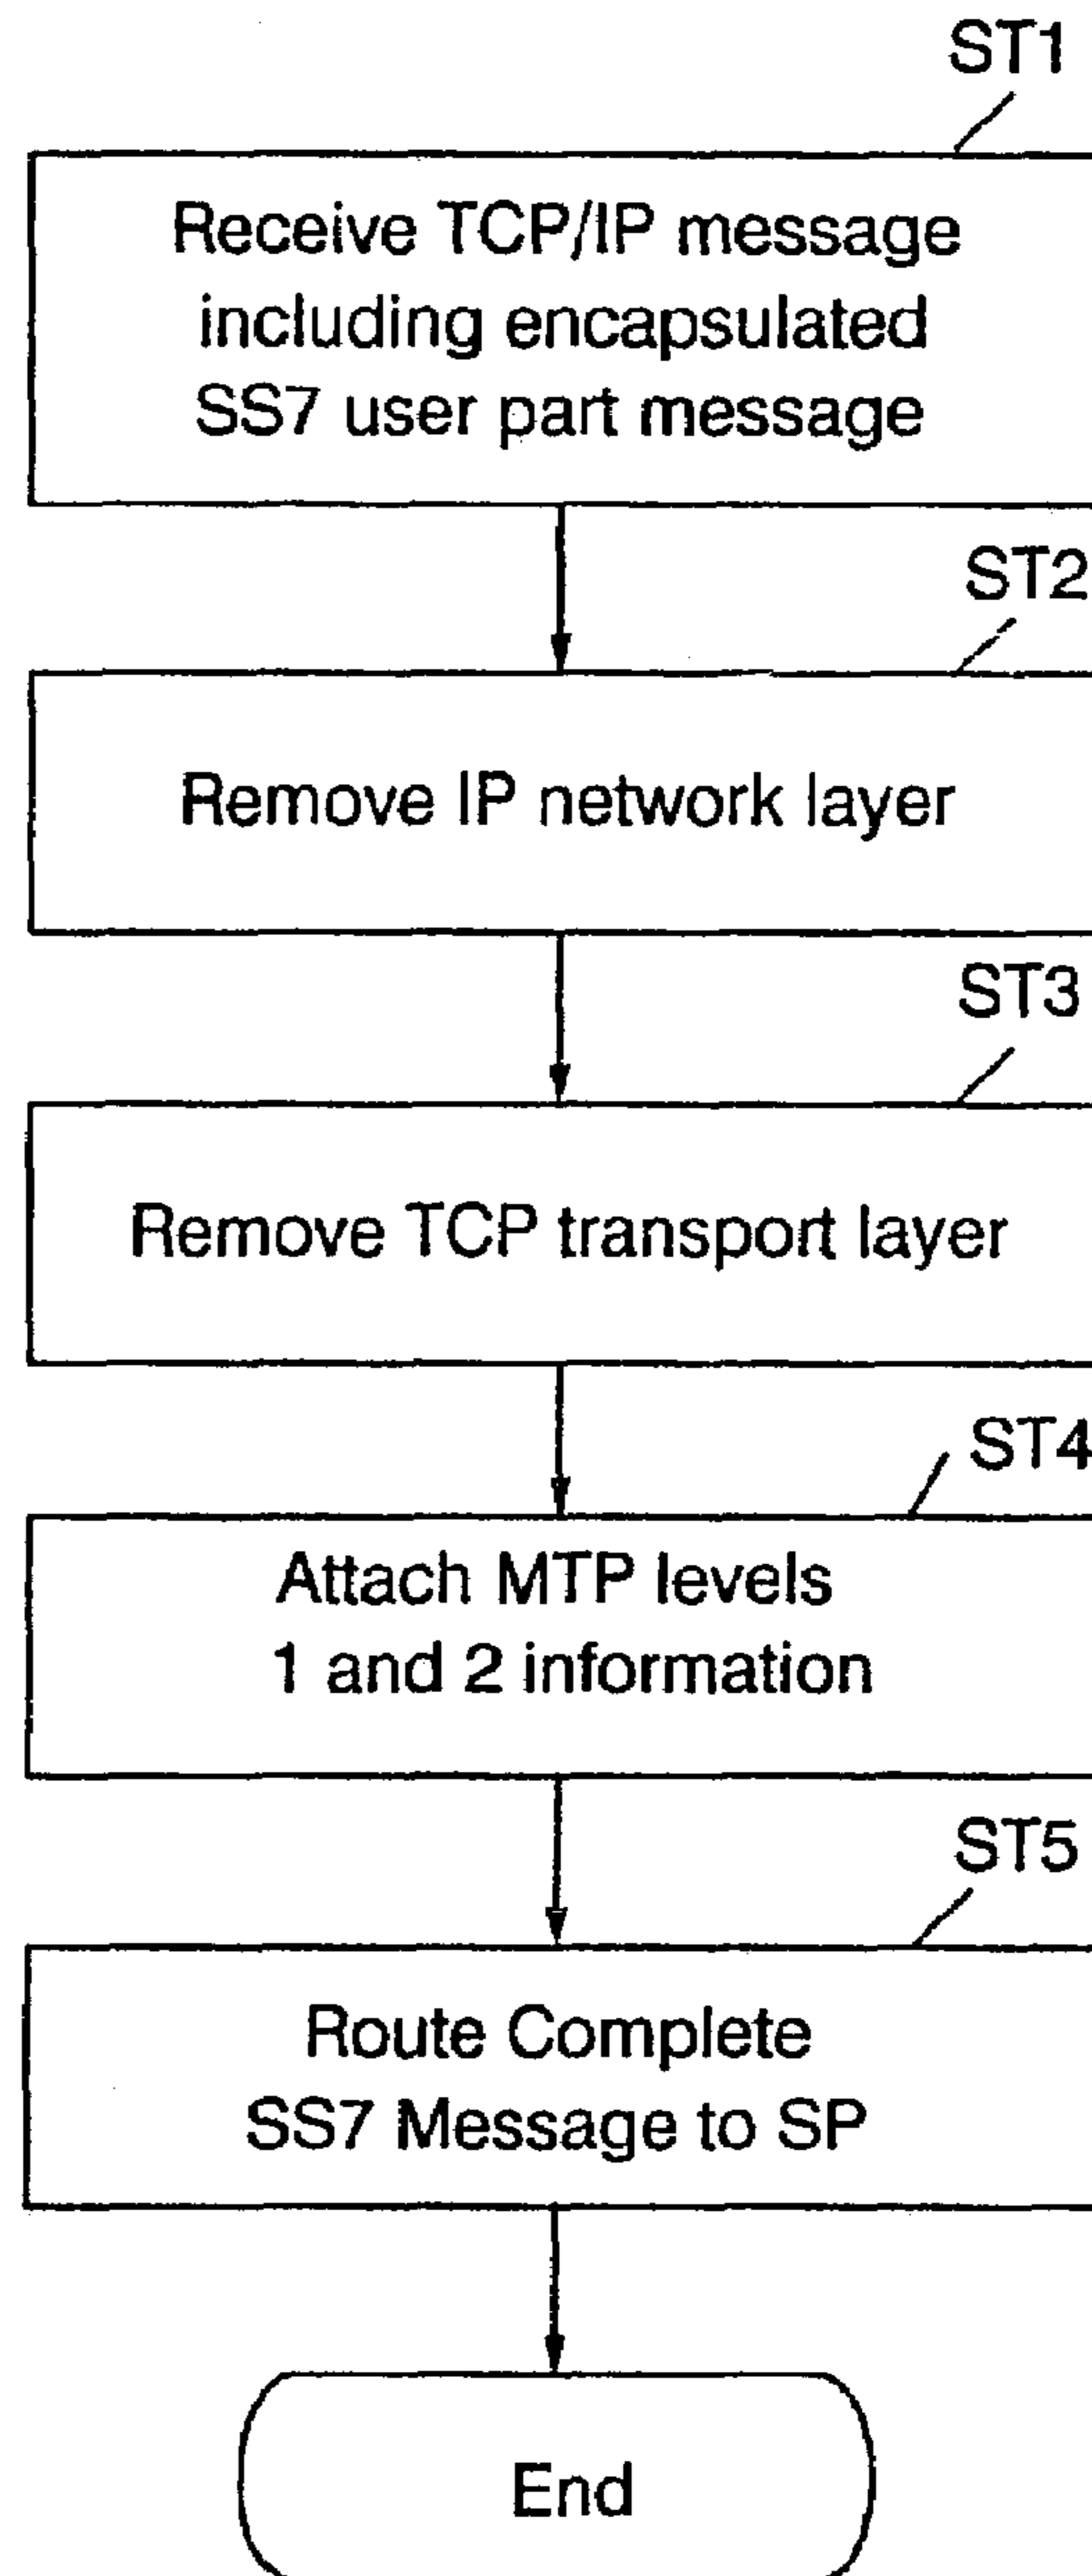 ST1
Receive TCP/IP message
including encapsulated
SS7 user part message
ST2
Remove IP network layer
ST3
Remove TCP transport layer
ST4
Attach MTP levels
1 and 2 information
ST5
Route Complete
SS7 Message to SP
End